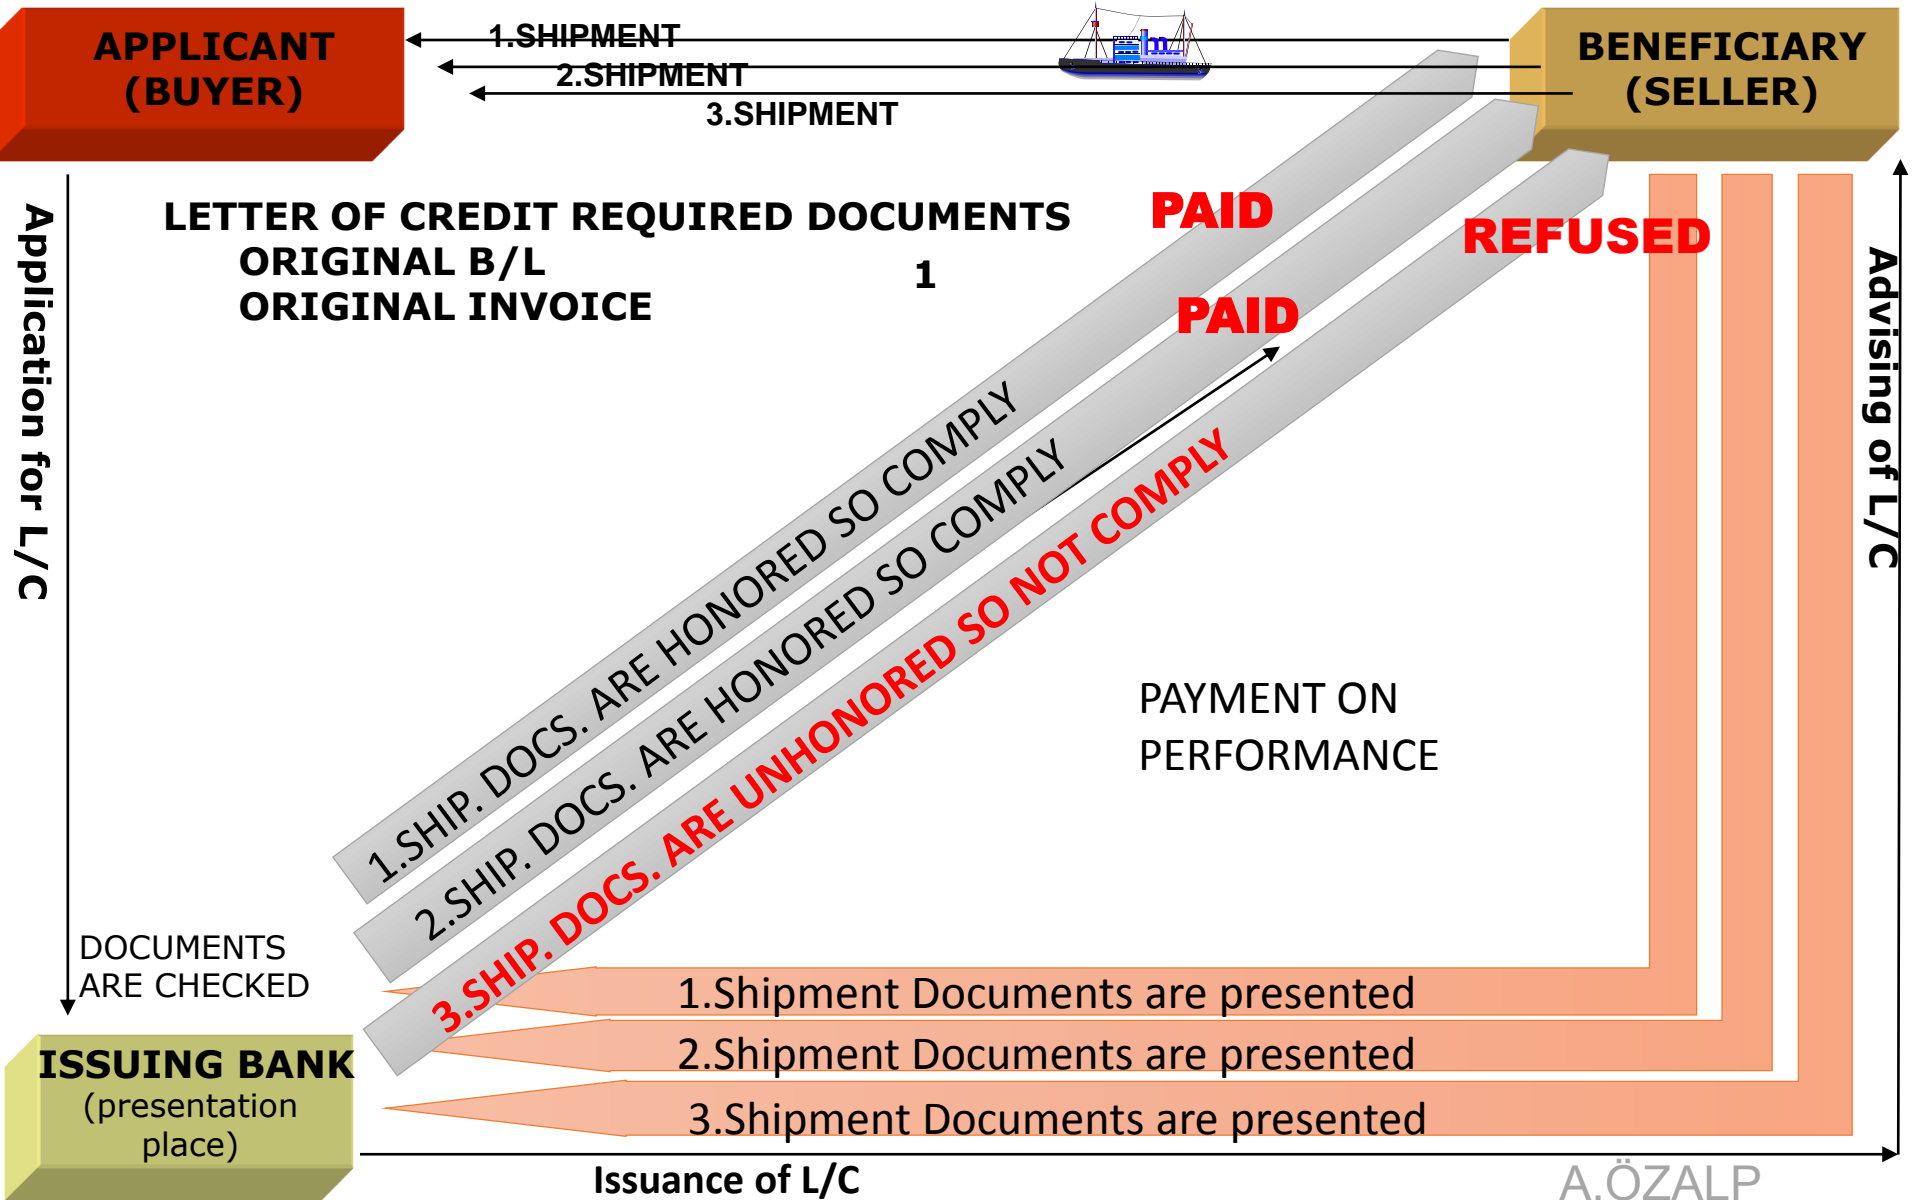 APPLICANT
(BUYER)
1.SHIPMENT
2.SHIPMENT
3.SHIPMENT
BENEFICIARY
(SELLER)
LETTER OF CREDIT REQUIRED DOCUMENTS
ORIGINAL B/L
1
ORIGINAL INVOICE
PAID
REFUSED
PAID
Application for L/C
Advising of L/C
1.SHIP. DOCS. ARE HONORED SO COMPLY
2.SHIP. DOCS. ARE HONORED SO COMPLY
3.SHIP. DOCS. ARE UNHONORED SO NOT COMPLY
PAYMENT ON
PERFORMANCE
DOCUMENTS
ARE CHECKED
1.Shipment Documents are presented
2.Shipment Documents are presented
3.Shipment Documents are presented
ISSUING BANK
(presentation
place)
Issuance of L/C
A.ÖZALP